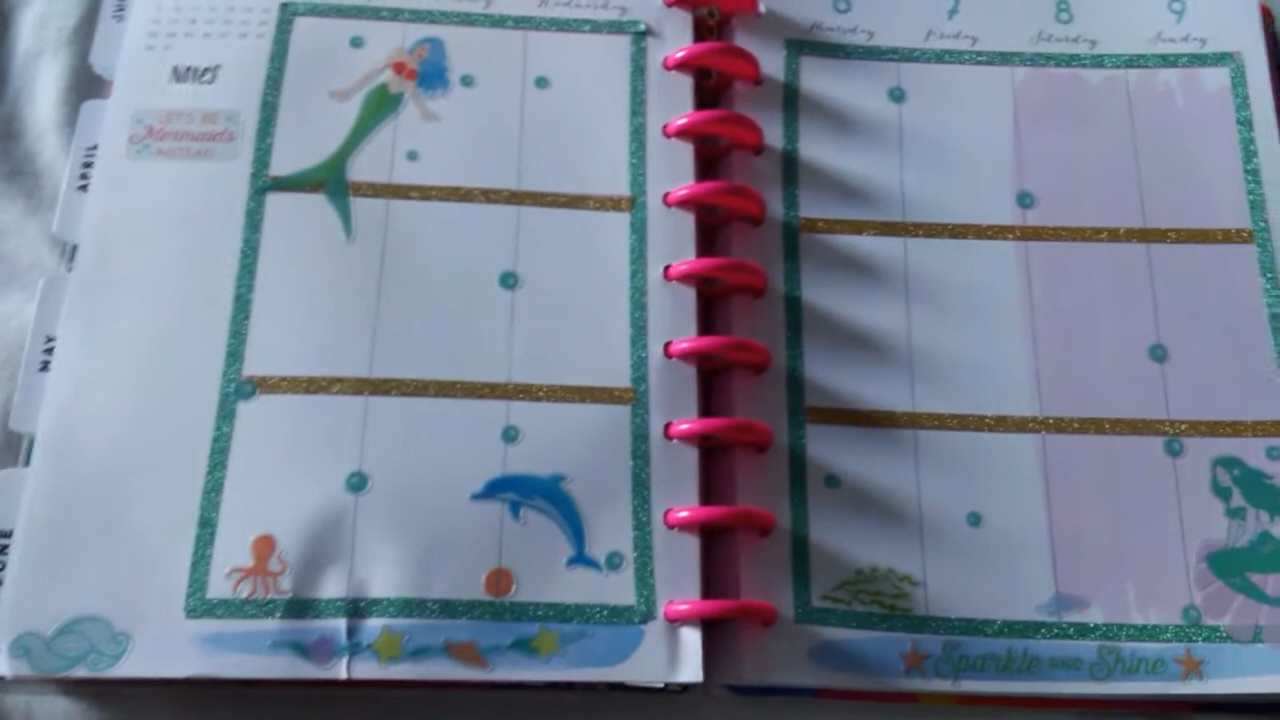 Wednesday
6
7
8
9
Thursday
Friday
Saturday
Sunday
NOTES
LET'S BE
Mermaids
INSTEAD
APRIL
MAY
JUNE
Sparkle AND Shine